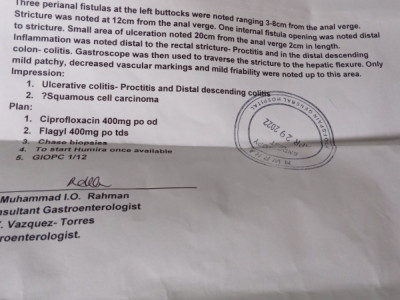 Three perianal fistulas at the left buttocks were noted ranging 3-8cm from the anal verge.
Stricture was noted at 12cm from the anal verge. One internal fistula opening was noted distal
to stricture. Small area of ulceration noted 20cm from the anal verge 2cm in length.
Inflammation was noted distal to the rectal stricture- Proctitis and in the distal descending
colon- colitis. Gastroscope was then used to traverse the stricture to the hepatic flexure. Only
mild patchy, decreased vascular markings and mild friability were noted up to this area.
Impression:
1. Ulcerative colitis- Proctitis and Distal descending colitis
2. ?Squamous cell carcinoma
Plan:
1. Ciprofloxacin 400mg po od
2. Flagyl 400mg po tds
3. Chase biopsies
4. To start Humira once available
5. GIOPC 1/12
GENERAL HOSPITAL
29 2022
Muhammad I.O. Rahman
nsultant Gastroenterologist
Vazquez- Torres
roenterologist.